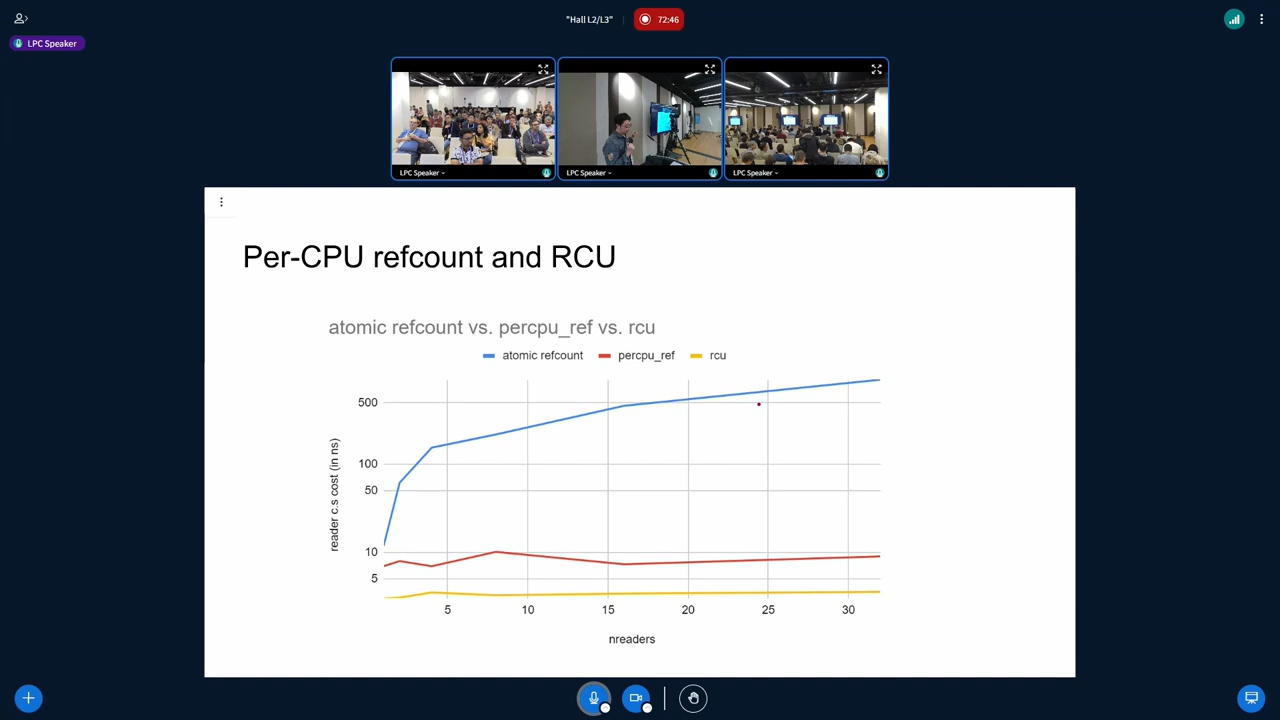 "Hall L2/L3"
72:46
LPC Speaker
LPC Speaker
LPC Speaker
LPC Speaker
Per-CPU refcount and RCU
atomic refcount vs. percpu_ref vs. rcu
atomic refcount percpu_ref rcu
500
100
50
10
5
reader c.s cost (in ns)
5 10 15 20 25 30
nreaders